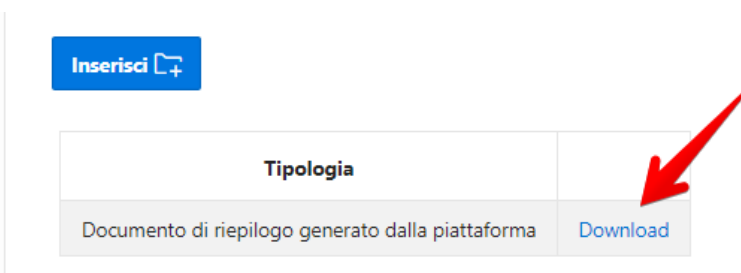 Inserisci
Tipologia
Documento di riepilogo generato dalla piattaforma Download